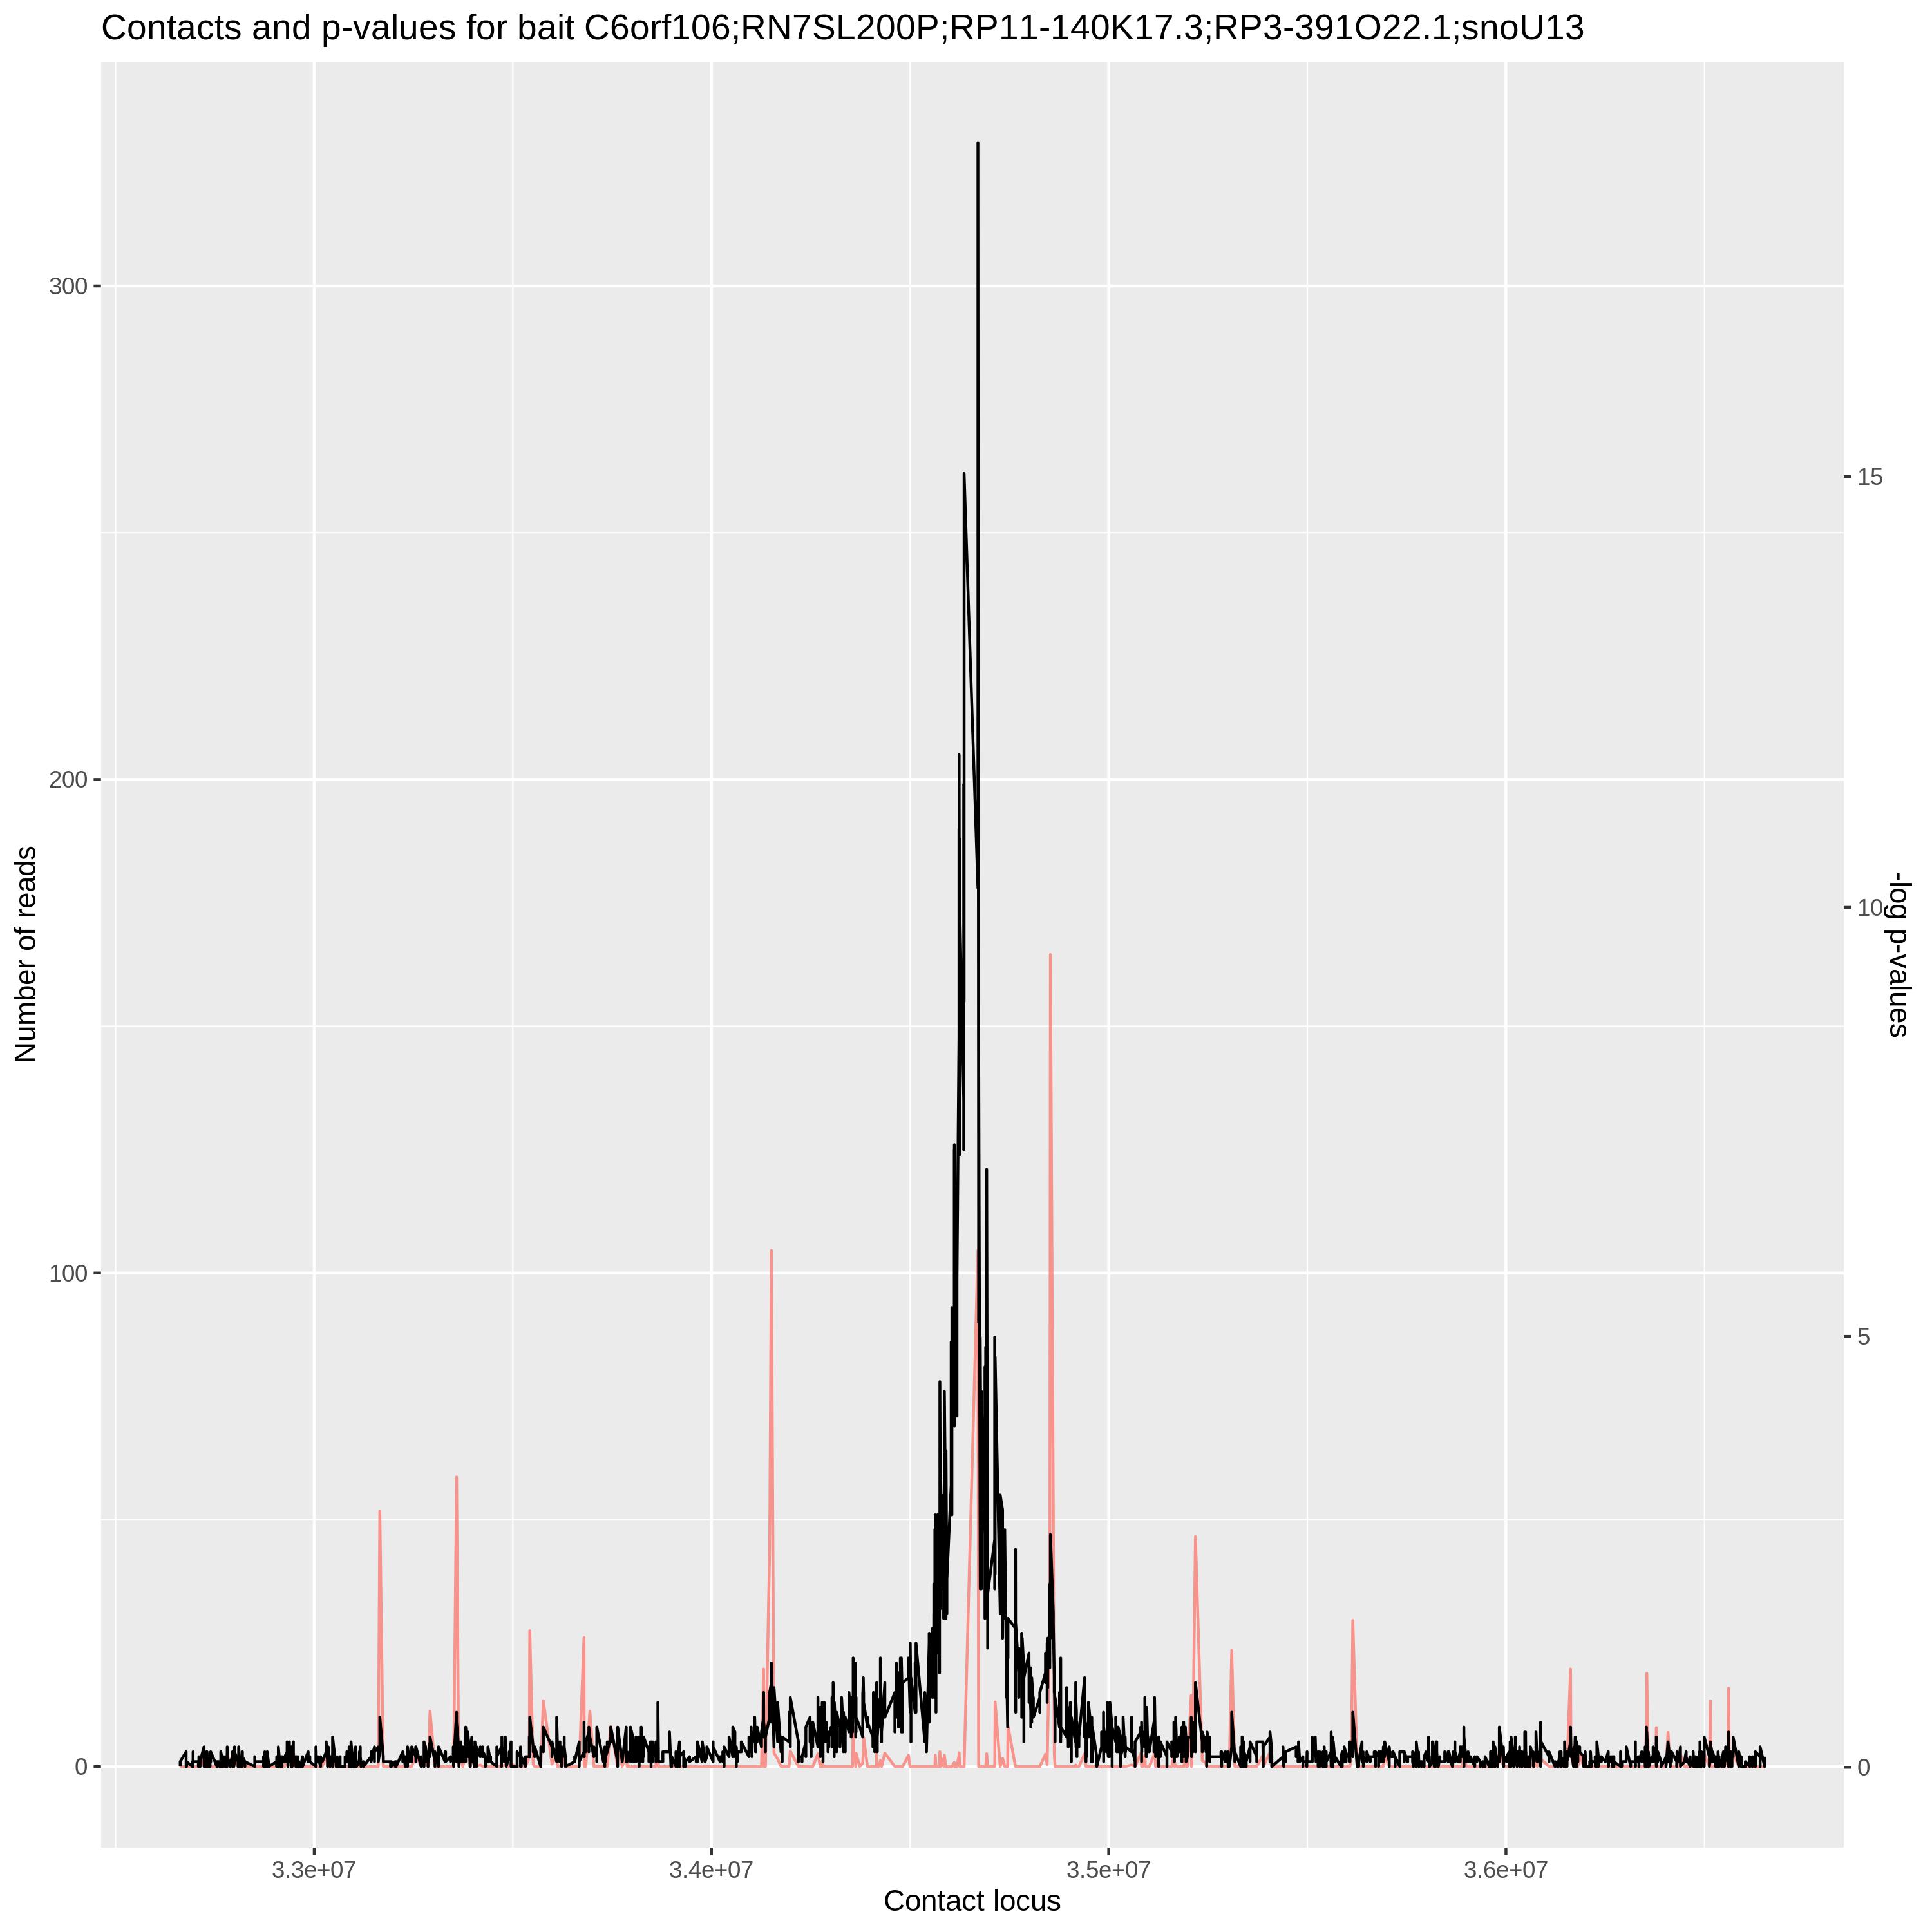 Contacts and p-values for bait C6orf106;RN7SL200P;RP11-140K17.3;RP3-391O22.1;snoU13
Number of reads
300
200
100
0
15
10
5
0
-log p-values
3.3e+07
3.4e+07
3.5e+07
3.6e+07
Contact locus